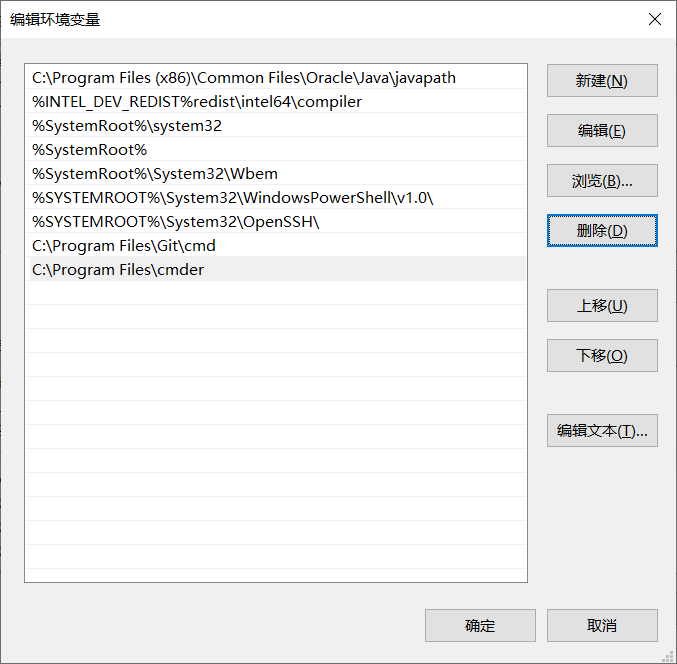 编辑环境变量
C:\Program Files (x86)\Common Files\Oracle\Java\javapath
%INTEL_DEV_REDIST%redist\intel64\compiler
%SystemRoot%\system32
%SystemRoot%
%SystemRoot%\System32\Wbem
%SYSTEMROOT%\System32\WindowsPowerShell\v1.0\
%SYSTEMROOT%\System32\OpenSSH\
C:\Program Files\Git\cmd
C:\Program Files\cmder
新建(N)
编辑(E)
浏览(B)...
删除(D)
上移(U)
下移(O)
编辑文本(T)...
确定
取消